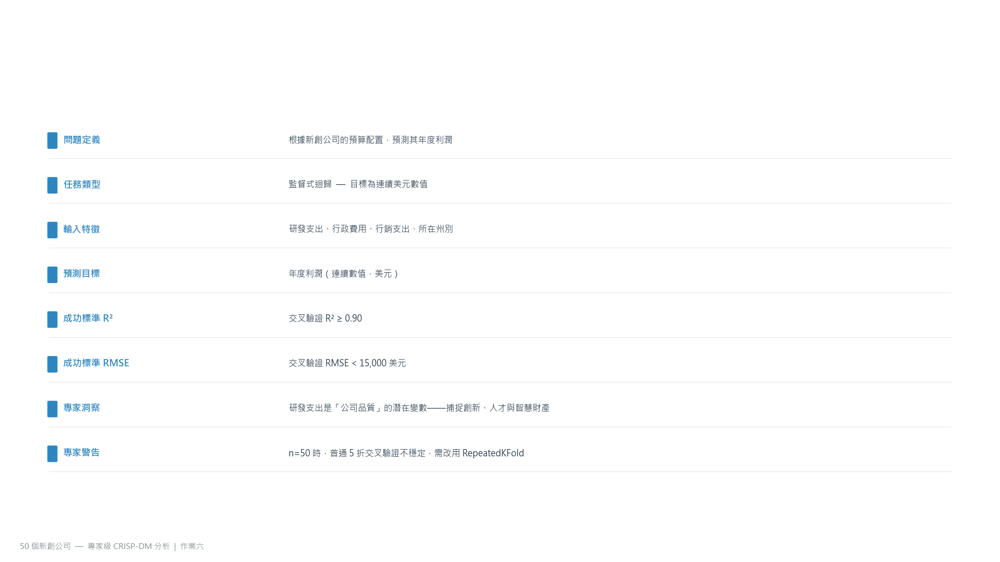 問題定義
根據新創公司的預算配置，預測其年度利潤
任務類型
監督式迴歸 — 目標為連續美元數值
輸入特徵
研發支出、行政費用、行銷支出、所在州別
預測目標
年度利潤（連續數值，美元）
成功標準 R²
交叉驗證 R² ≥ 0.90
成功標準 RMSE
交叉驗證 RMSE < 15,000 美元
專家洞察
研發支出是「公司品質」的潛在變數——捕捉創新、人才與智慧財產
專家警告
n=50 時，普通 5 折交叉驗證不穩定，需改用 RepeatedKFold
50 個新創公司 — 專家級 CRISP-DM 分析 | 作業六